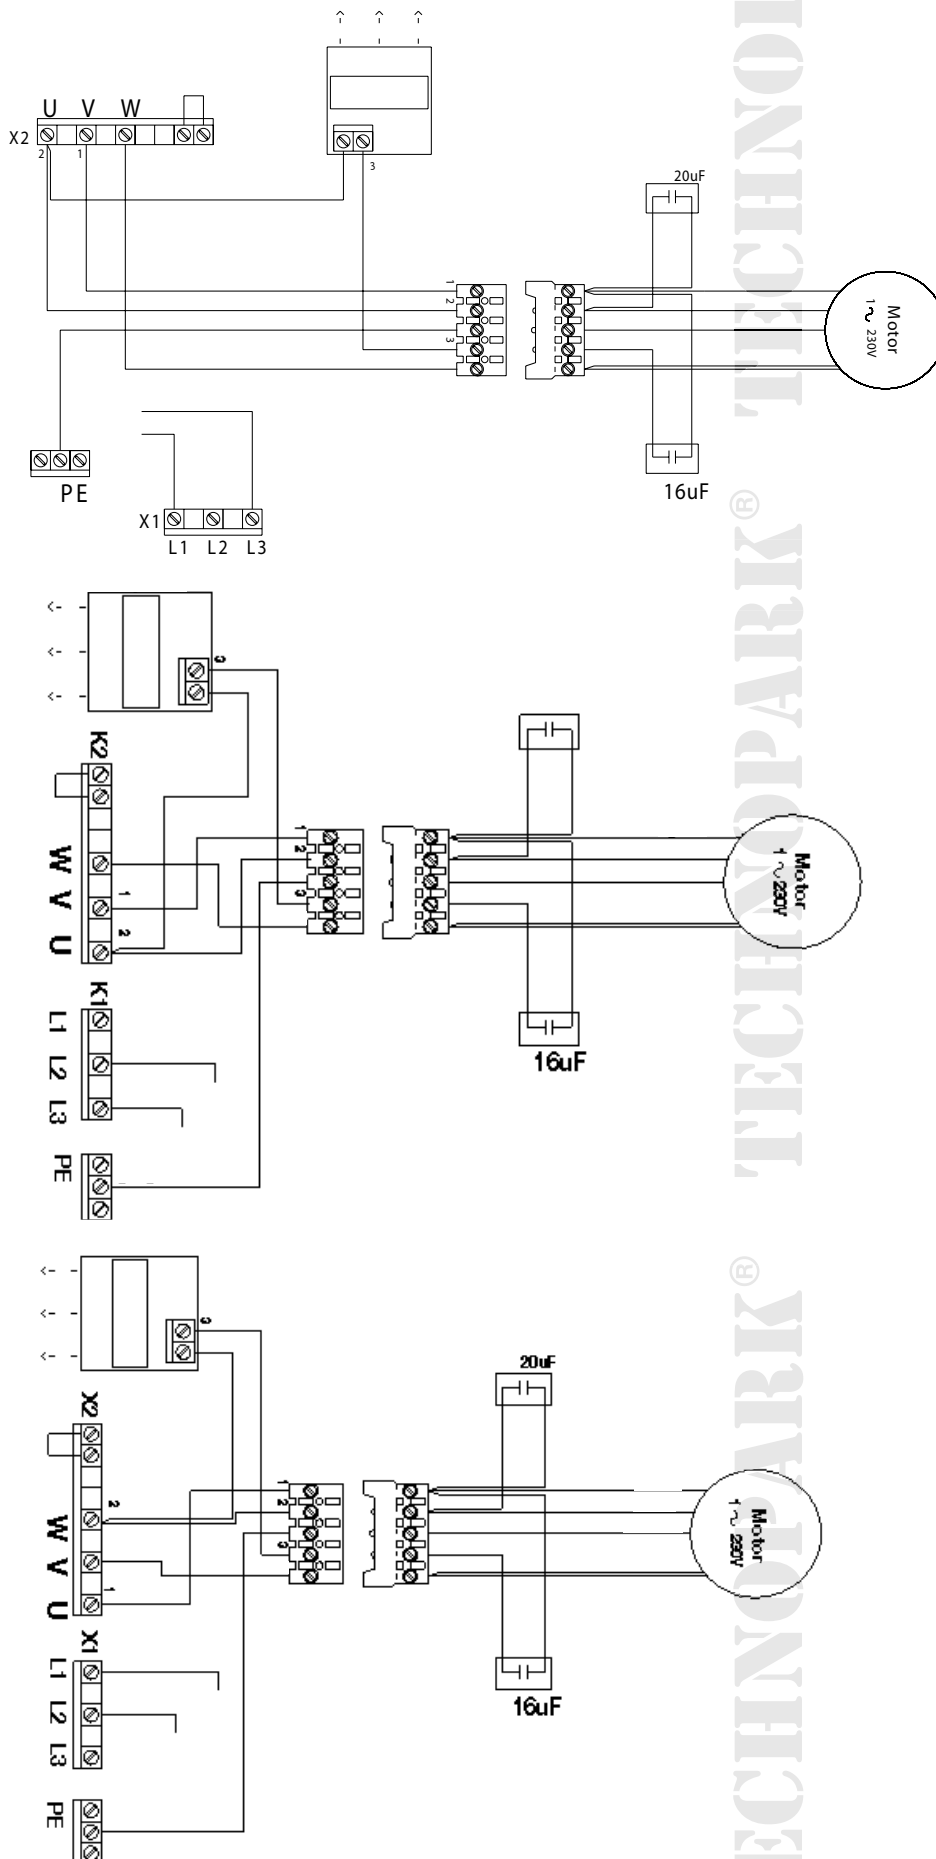 U V W
X2
2
1
3
20uF
1
2
3
Motor
1~ 230V
16uF
PE
X1
L1 L2 L3
3
K2
W V U
1
2
1
2
3
Motor
1~ 230V
K1
L1 L2 L3
16uF
PE
3
20uF
X2
2
W V U
1
1
2
3
Motor
1~ 230V
X1
L1 L2 L3
16uF
PE
TECHNOPARK®
TECHNOPARK®